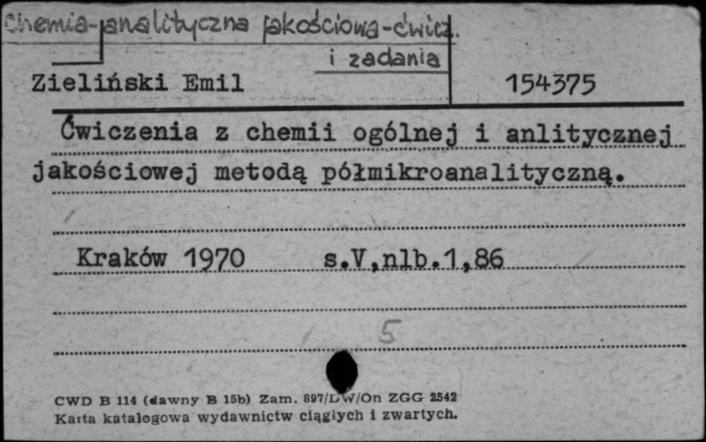 Chemia-analityczna jakościowa-ćwicz.
i zadania
Zieliński Emil 154375
Ćwiczenia z chemii ogólnej i anlitycznej
jakościowej metodą półmikroanalityczną.
Kraków 1970 s.V,nlb.1,86
5
CWD B 114 (dawny B 15b) Zam. 897/DW/On ZGG 2542
Karta katalogowa wydawnictw ciągłych i zwartych.